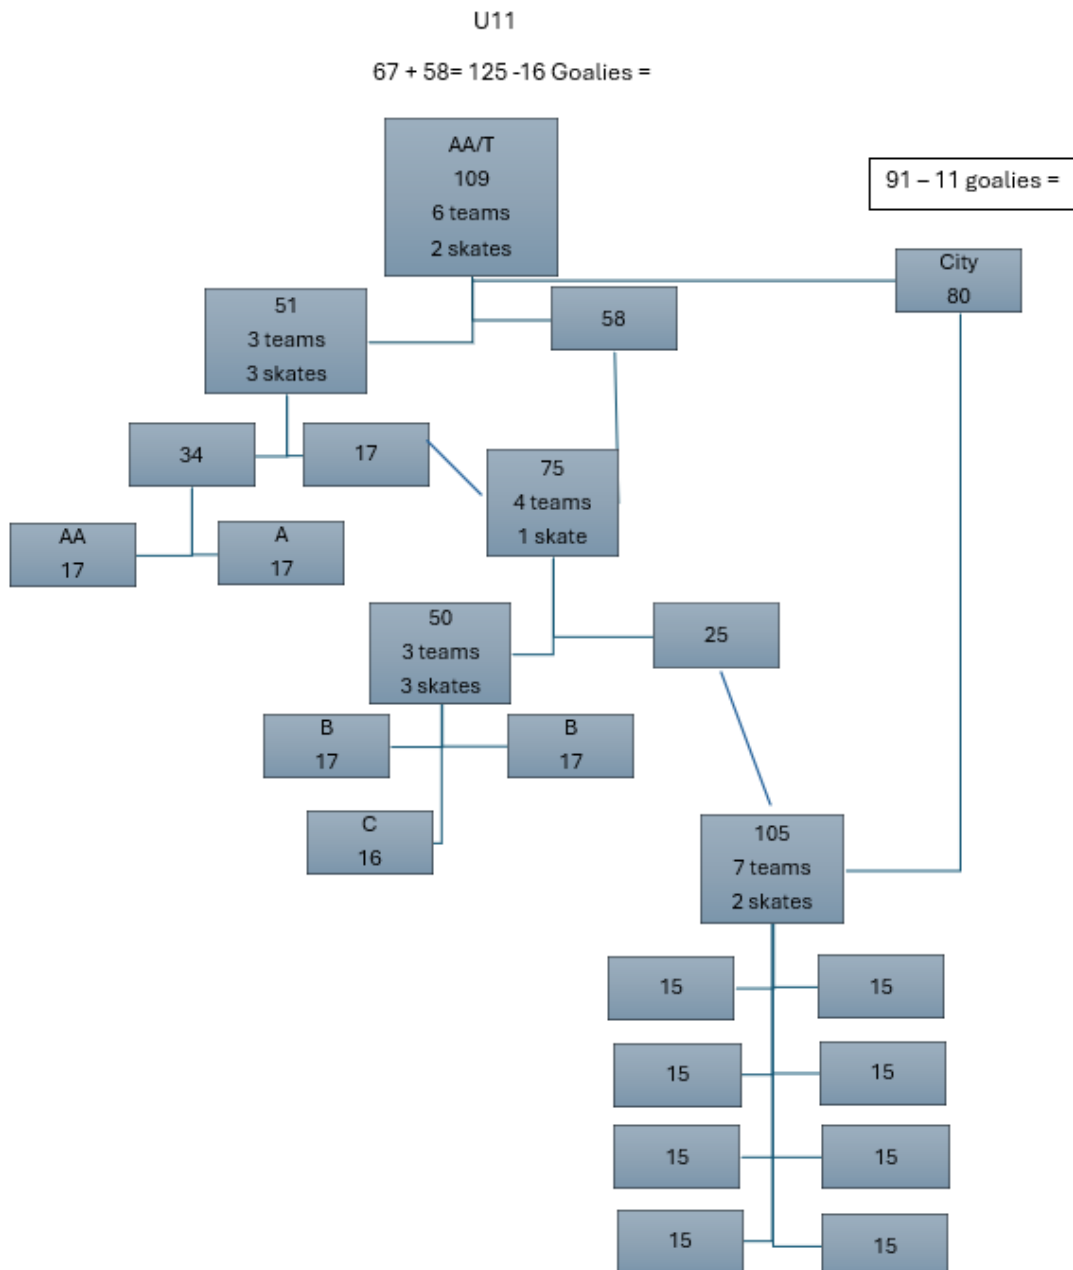 U11
67 + 58= 125 -16 Goalies =
AA/T
109
6 teams
2 skates
91 – 11 goalies =
City
80
51
3 teams
3 skates
58
34
17
75
4 teams
1 skate
AA
17
A
17
50
3 teams
3 skates
25
B
17
B
17
C
16
105
7 teams
2 skates
15
15
15
15
15
15
15
15